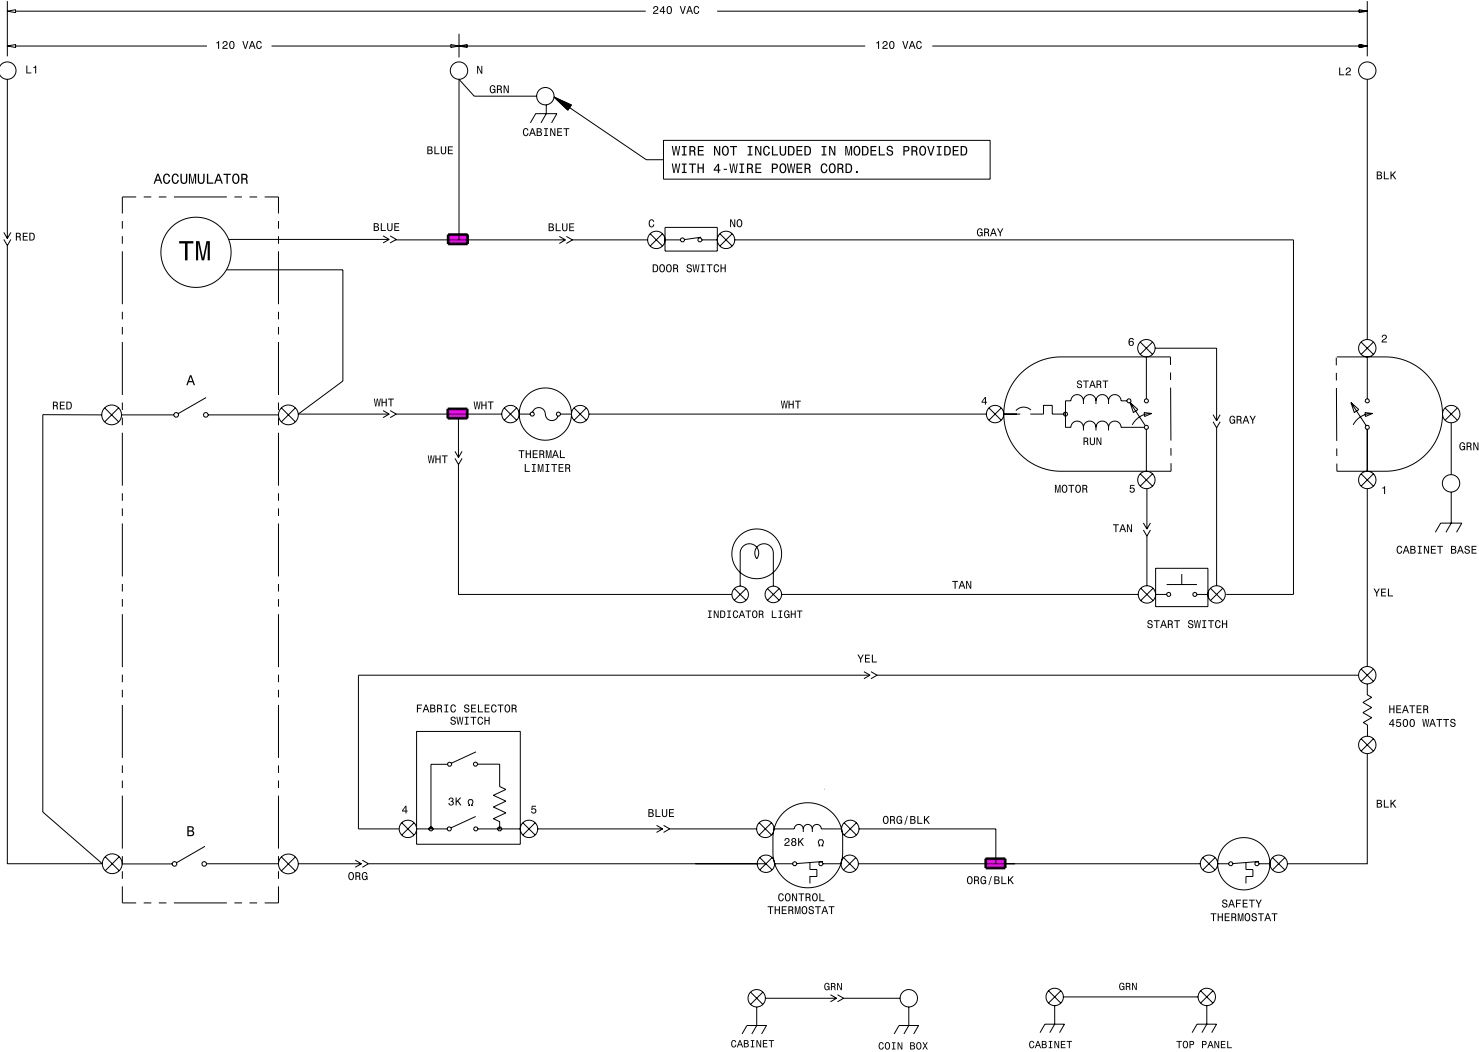 240 VAC
120 VAC
120 VAC
L1
N
L2
GRN
CABINET
BLUE
WIRE NOT INCLUDED IN MODELS PROVIDED
WITH 4-WIRE POWER CORD.
BLK
ACCUMULATOR
RED
TM
BLUE
BLUE
C
NO
GRAY
DOOR SWITCH
6
2
A
RED
WHT
WHT
WHT
4
START
RUN
GRAY
GRN
WHT
THERMAL
LIMITER
MOTOR
5
1
TAN
CABINET BASE
TAN
YEL
INDICATOR LIGHT
START SWITCH
YEL
FABRIC SELECTOR
SWITCH
HEATER
4500 WATTS
3K Ω
4
5
BLUE
ORG/BLK
BLK
B
28K Ω
ORG
ORG/BLK
CONTROL
THERMOSTAT
SAFETY
THERMOSTAT
GRN
GRN
CABINET
COIN BOX
CABINET
TOP PANEL